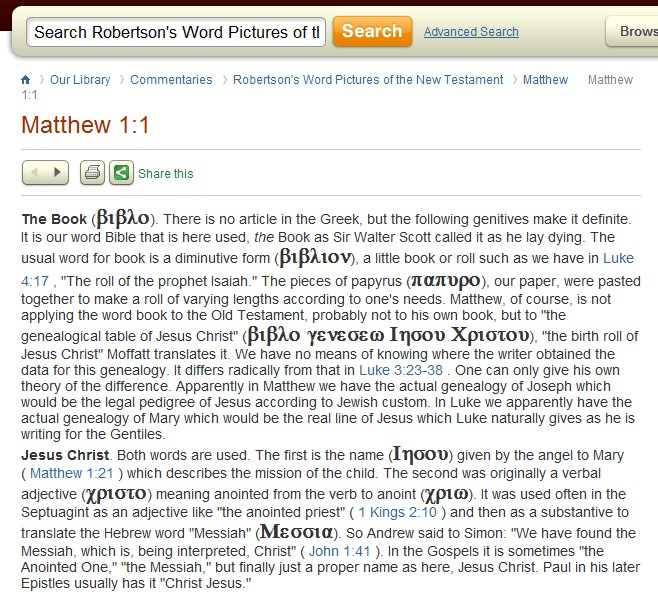 Search Robertson's Word Pictures of tl
Search
Advanced Search
Brows
Our Library
Commentaries
Robertson's Word Pictures of the New Testament
Matthew
Matthew
1:1
Matthew 1:1
Share this
The Book (βιβλο). There is no article in the Greek, but the following genitives make it definite.
It is our word Bible that is here used, the Book as Sir Walter Scott called it as he lay dying. The
usual word for book is a diminutive form (βιβλιον), a little book or roll such as we have in Luke
4:17 , "The roll of the prophet Isaiah." The pieces of papyrus (παπυρο), our paper, were pasted
together to make a roll of varying lengths according to one's needs. Matthew, of course, is not
applying the word book to the Old Testament, probably not to his own book, but to "the
genealogical table of Jesus Christ" (βιβλο γενεσεω Ιησου Χριστου), "the birth roll of
Jesus Christ" Moffatt translates it. We have no means of knowing where the writer obtained the
data for this genealogy. It differs radically from that in Luke 3:23-38 . One can only give his own
theory of the difference. Apparently in Matthew we have the actual genealogy of Joseph which
would be the legal pedigree of Jesus according to Jewish custom. In Luke we apparently have the
actual genealogy of Mary which would be the real line of Jesus which Luke naturally gives as he is
writing for the Gentiles.
Jesus Christ. Both words are used. The first is the name (Ιησου) given by the angel to Mary
( Matthew 1:21 ) which describes the mission of the child. The second was originally a verbal
adjective (χριστο) meaning anointed from the verb to anoint (χριω). It was used often in the
Septuagint as an adjective like "the anointed priest" ( 1 Kings 2:10 ) and then as a substantive to
translate the Hebrew word "Messiah" (Μεσσια). So Andrew said to Simon: "We have found the
Messiah, which is, being interpreted, Christ" ( John 1:41 ). In the Gospels it is sometimes "the
Anointed One," "the Messiah," but finally just a proper name as here, Jesus Christ. Paul in his later
Epistles usually has it "Christ Jesus."